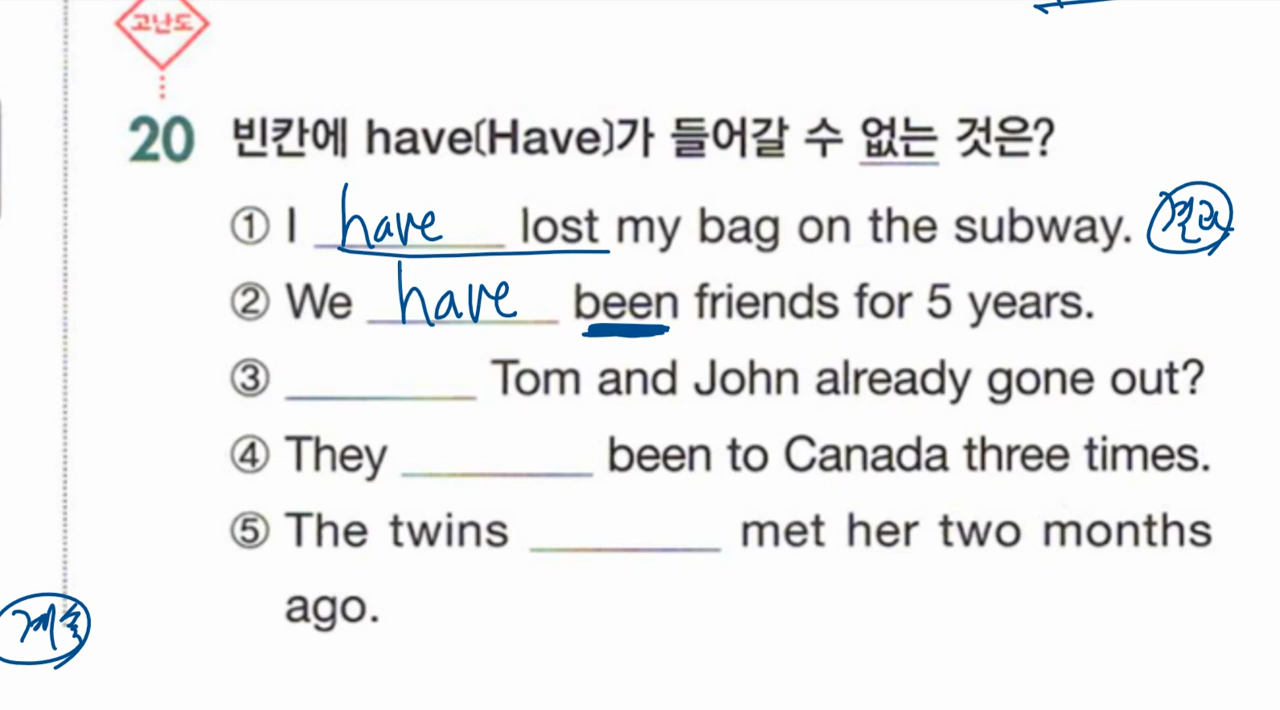 고난도
20 빈칸에 have(Have)가 들어갈 수 없는 것은?
① I have lost my bag on the subway. 결과
② We have been friends for 5 years.
③ ________ Tom and John already gone out?
④ They ________ been to Canada three times.
⑤ The twins ________ met her two months
ago.
계속